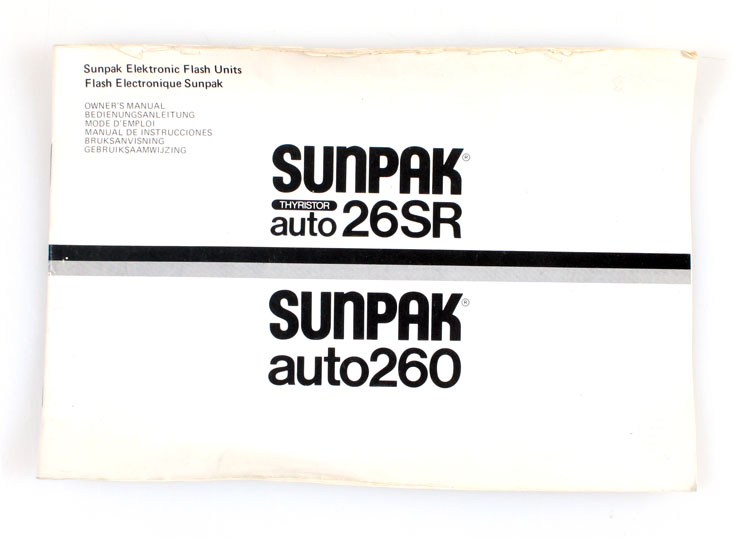 Sunpak Elektronic Flash Units
Flash Electronique Sunpak
OWNER'S MANUAL
BEDIENUNGSANLEITUNG
MODE D'EMPLOI
MANUAL DE INSTRUCCIONES
BRUKSANVISNING
GEBRUIKSAAMWIJZING
SUNPAK®
THYRISTOR
auto 26SR
SUNPAK®
auto260